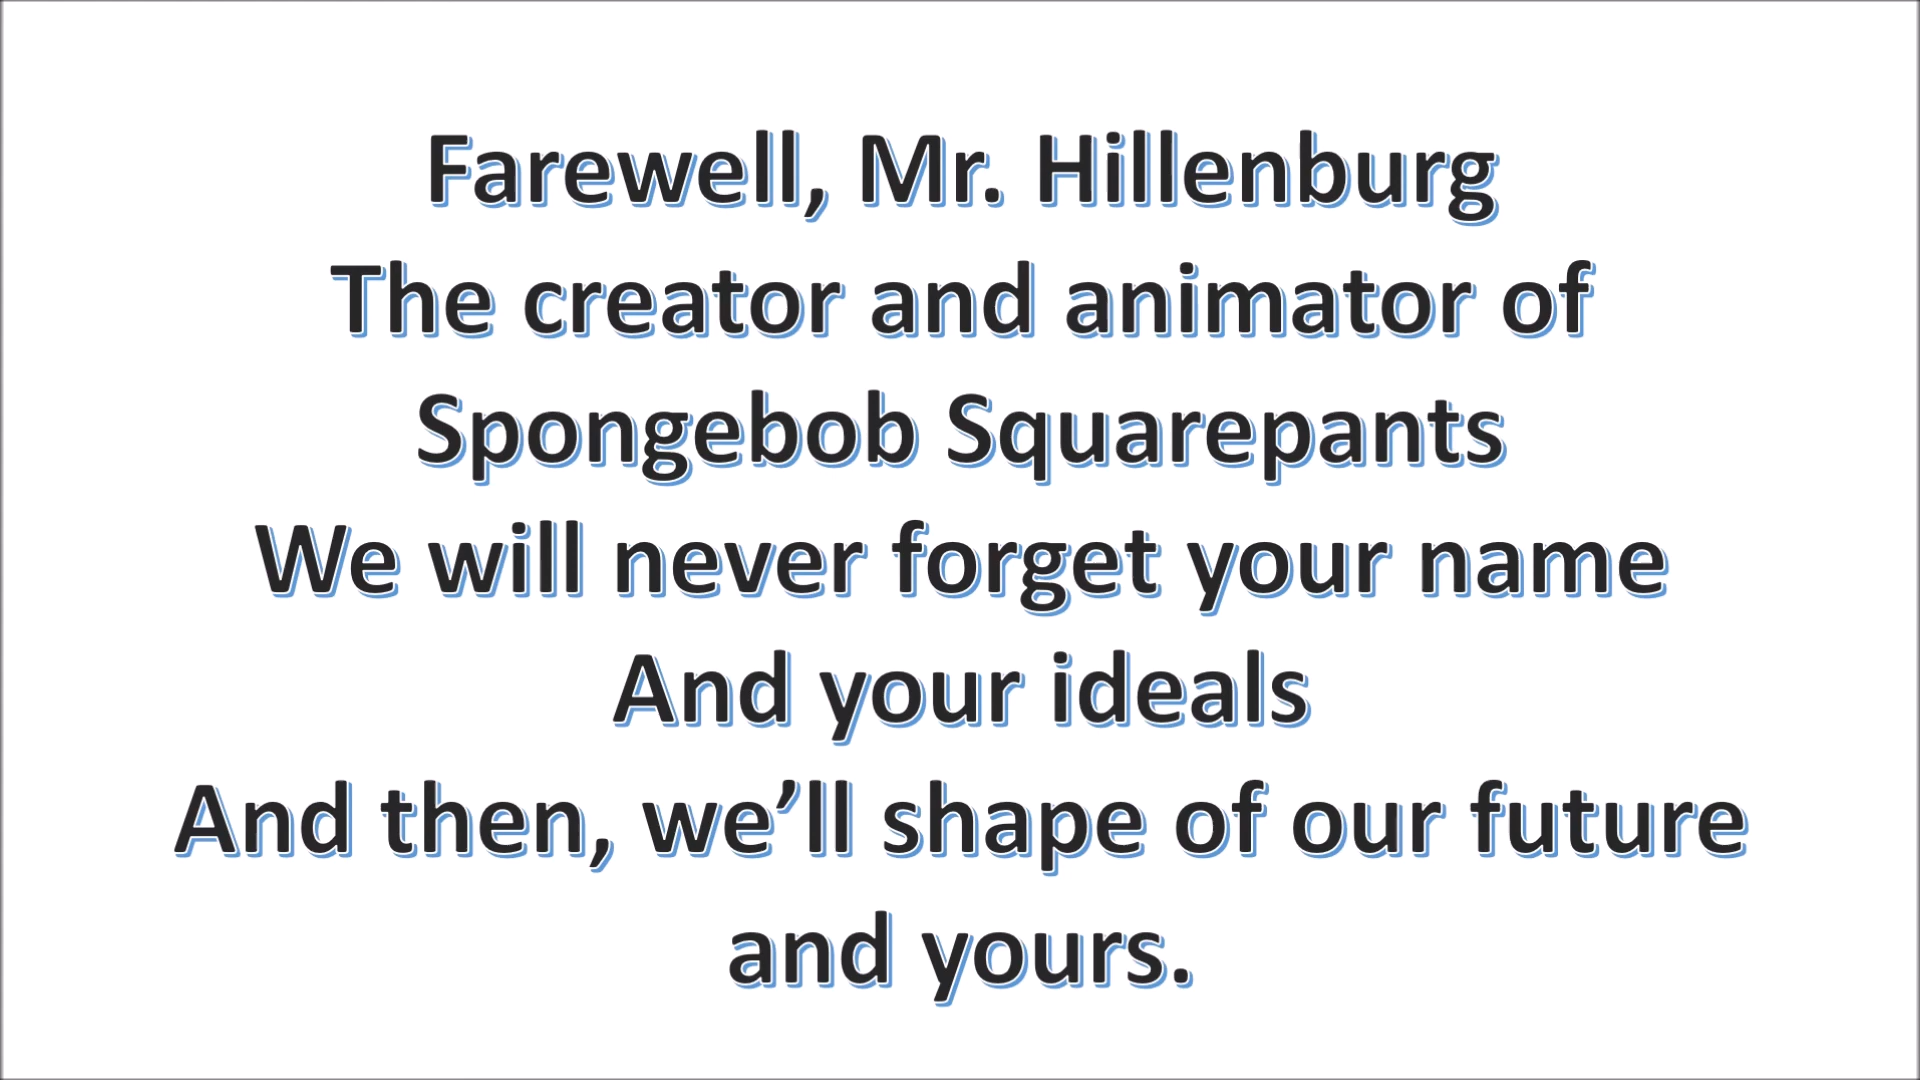 Farewell, Mr. Hillenburg
The creator and animator of
Spongebob Squarepants
We will never forget your name
And your ideals
And then, we’ll shape of our future
and yours.